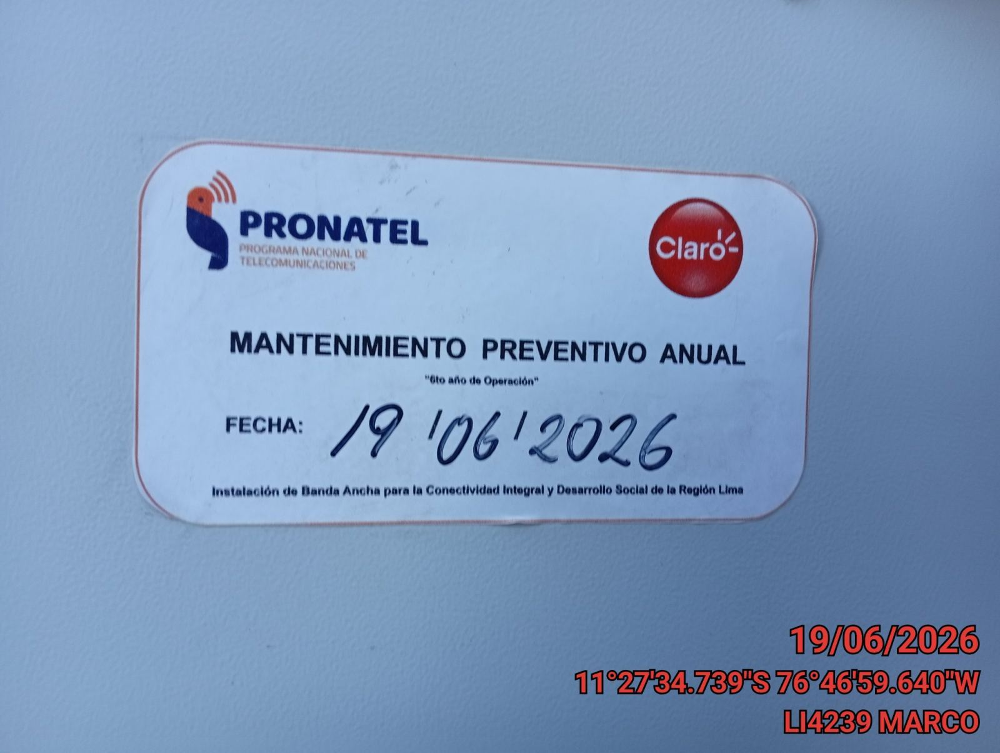 PRONATEL
PROGRAMA NACIONAL DE
TELECOMUNICACIONES
Claro
MANTENIMIENTO PREVENTIVO ANUAL
"6to año de Operación"
FECHA: 19/06/2026
Instalación de Banda Ancha para la Conectividad Integral y Desarrollo Social de la Región Lima
19/06/2026
11°27'34.739"S 76°46'59.640"W
LI4239 MARCO